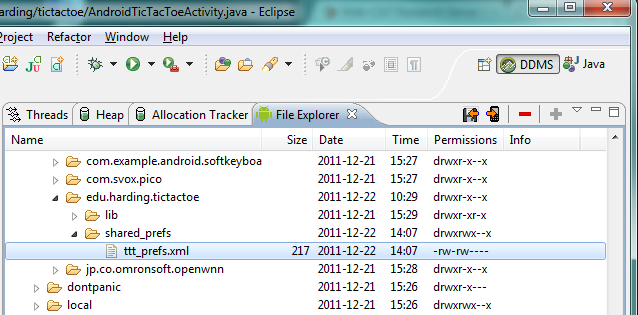 arding/tictactoe/AndroidTicTacToeActivity.java - Eclipse
Project Refactor Window Help
DDMS Java
Threads Heap Allocation Tracker File Explorer
Name Size Date Time Permissions Info
com.example.android.softkeyboa 2011-12-21 15:27 drwxr-x--x
com.svox.pico 2011-12-21 15:27 drwxr-x--x
edu.harding.tictactoe 2011-12-22 10:29 drwxr-x--x
lib 2011-12-21 15:29 drwxr-xr-x
shared_prefs 2011-12-22 14:07 drwxrwx--x
ttt_prefs.xml 217 2011-12-22 14:07 -rw-rw----
jp.co.omronsoft.openwnn 2011-12-21 15:28 drwxr-x--x
dontpanic 2011-12-21 15:26 drwxr-x---
local 2011-12-21 15:26 drwxrwx--x